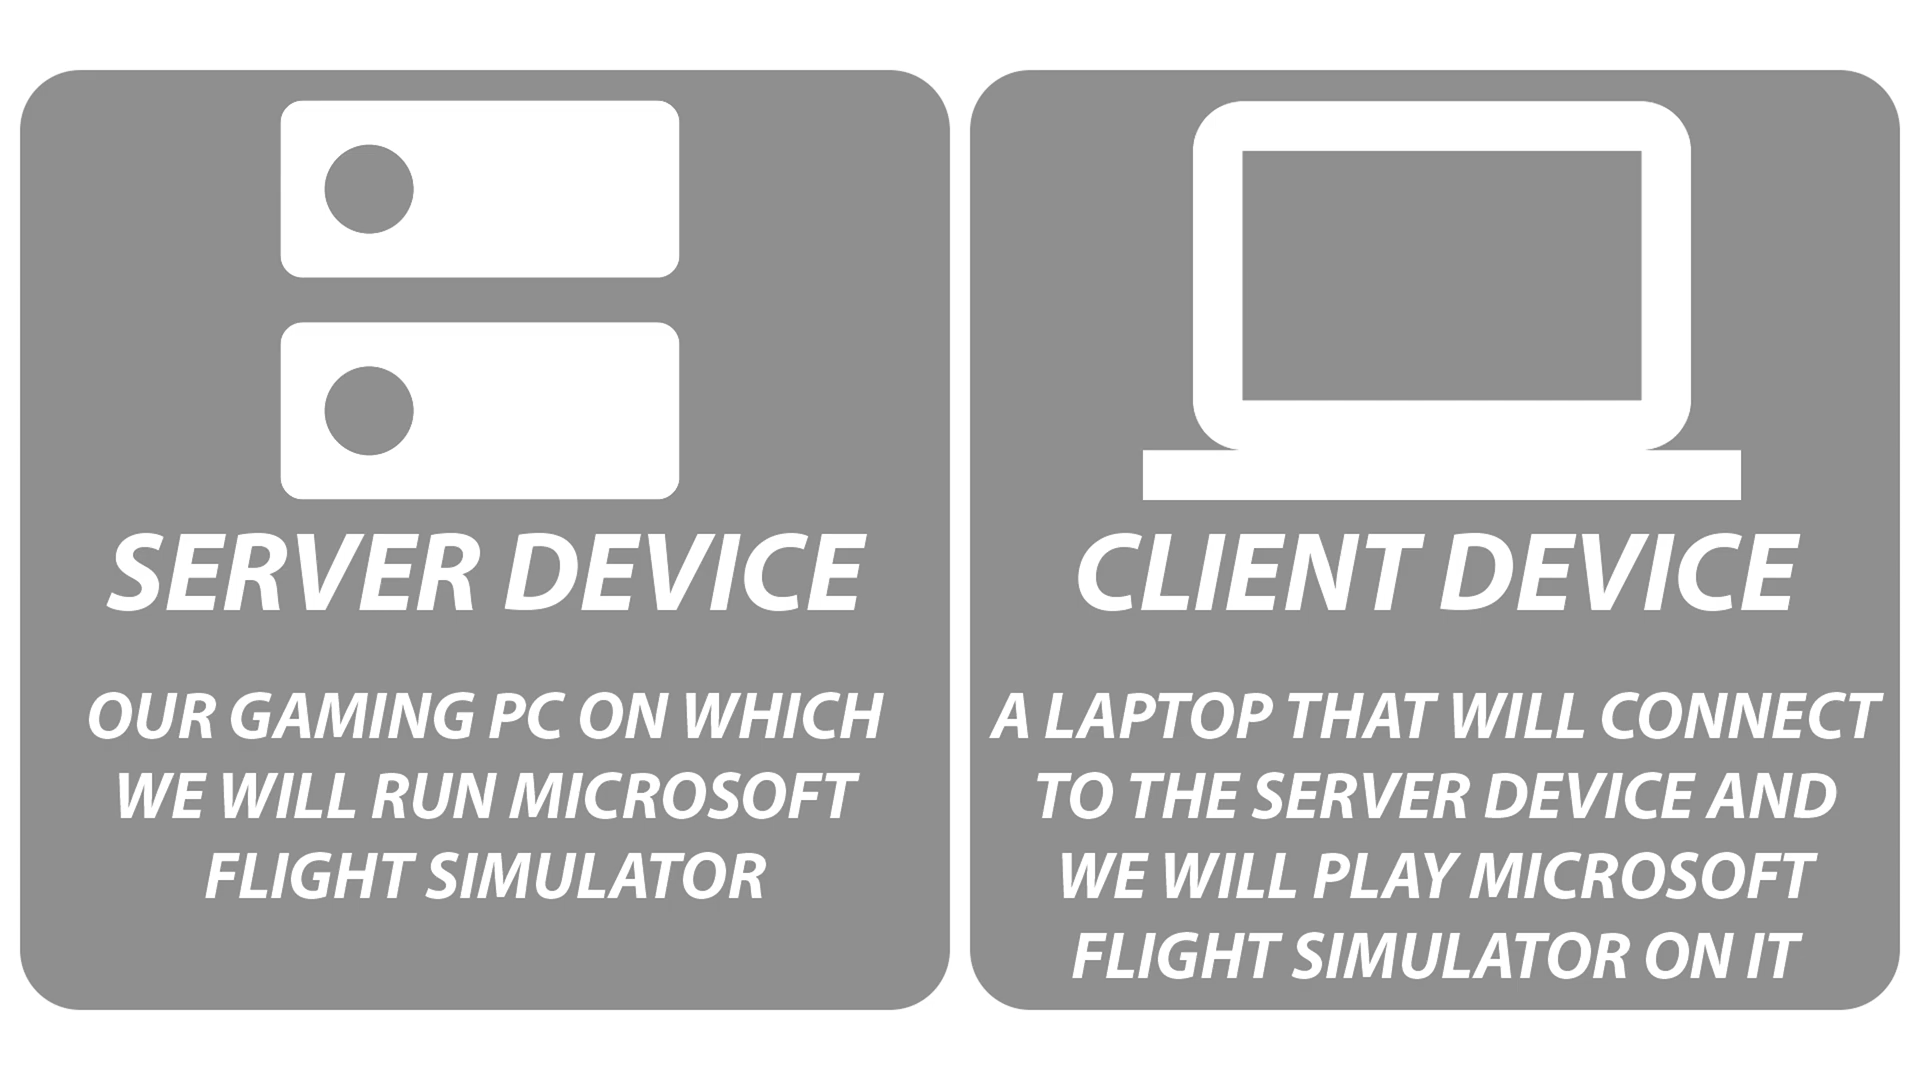 SERVER DEVICE
OUR GAMING PC ON WHICH
WE WILL RUN MICROSOFT
FLIGHT SIMULATOR
CLIENT DEVICE
A LAPTOP THAT WILL CONNECT
TO THE SERVER DEVICE AND
WE WILL PLAY MICROSOFT
FLIGHT SIMULATOR ON IT